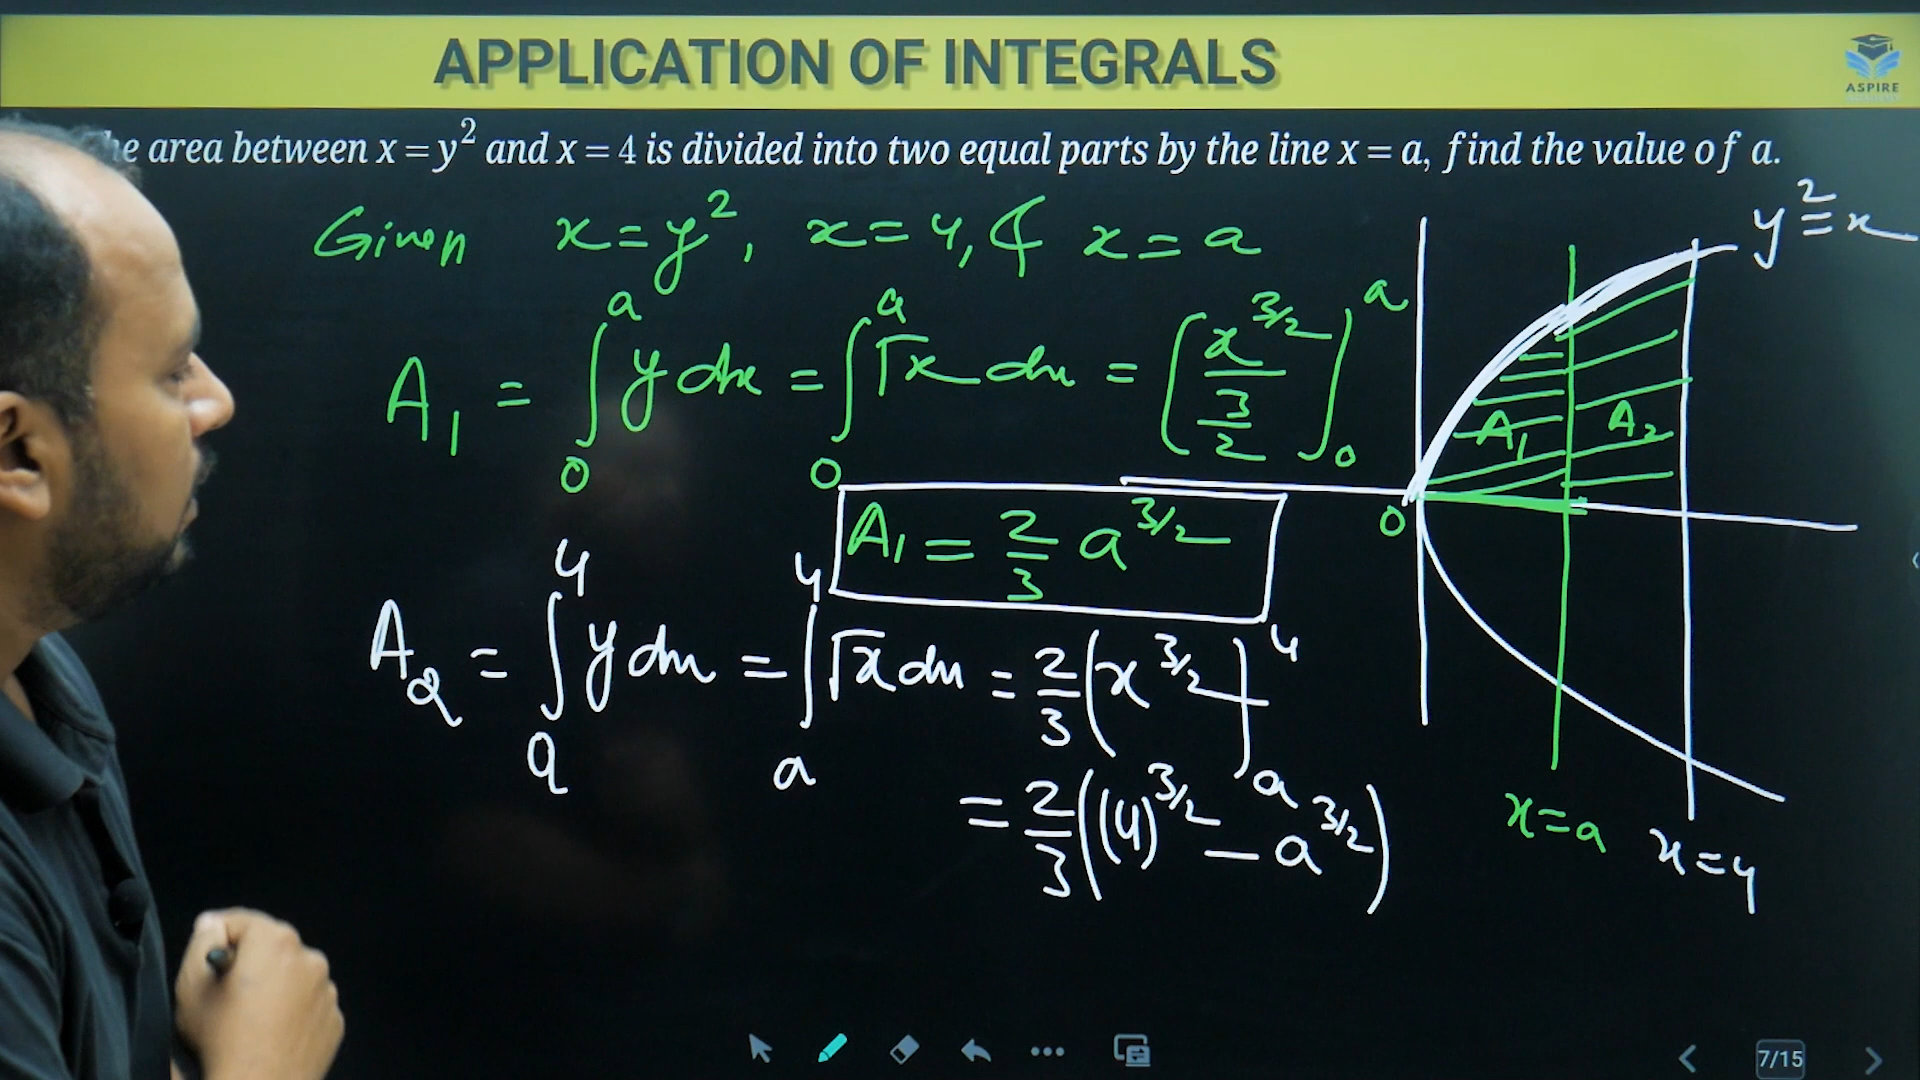 APPLICATION OF INTEGRALS
ASPIRE
area between x = y² and x = 4 is divided into two equal parts by the line x = a, find the value of a.
Given x = y², x = 4, & x = a
y² = x
A₁ = ∫₀ᵃ y dx = ∫₀ᵃ √x dx = [x^3/2 / 3/2]₀ᵃ
A₁ A₂
0
A₁ = 2/3 a^3/2
A₂ = ∫ₐ⁴ y dx = ∫ₐ⁴ √x dx = 2/3 [x^3/2]ₐ⁴
= 2/3 ((4)^3/2 − a^3/2)
x = a
x = 4
7/15